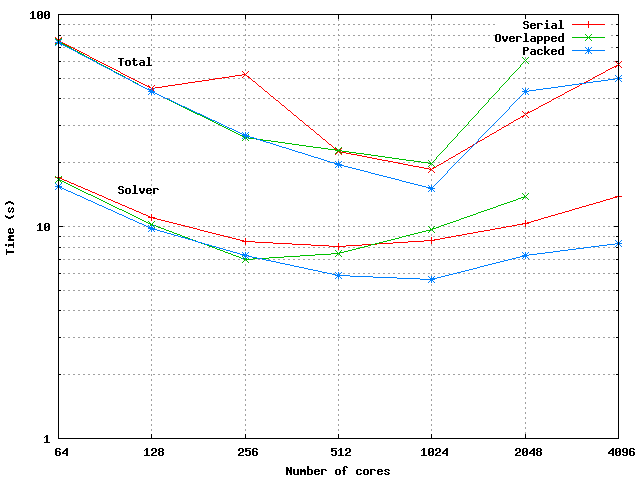 100
Serial
Overlapped
Packed
Total
Solver
10
Time (s)
1
64 128 256 512 1024 2048 4096
Number of cores